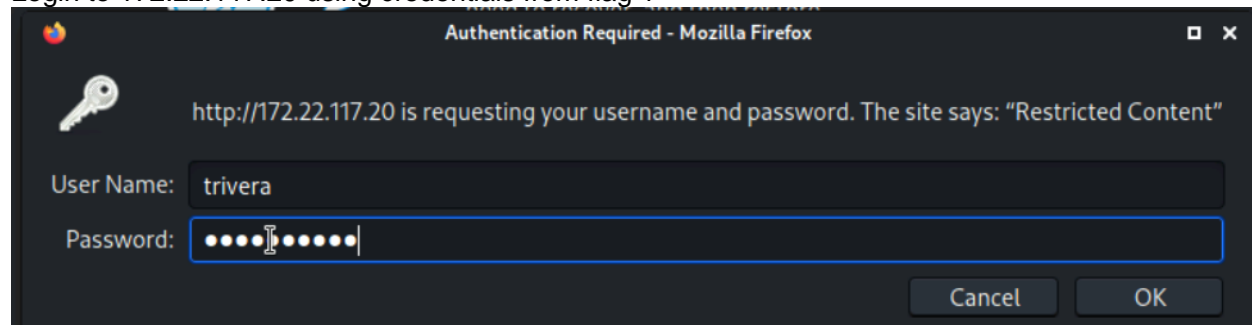 Authentication Required - Mozilla Firefox
http://172.22.117.20 is requesting your username and password. The site says: “Restricted Content”
User Name: trivera
Password: ••••••••••
Cancel OK